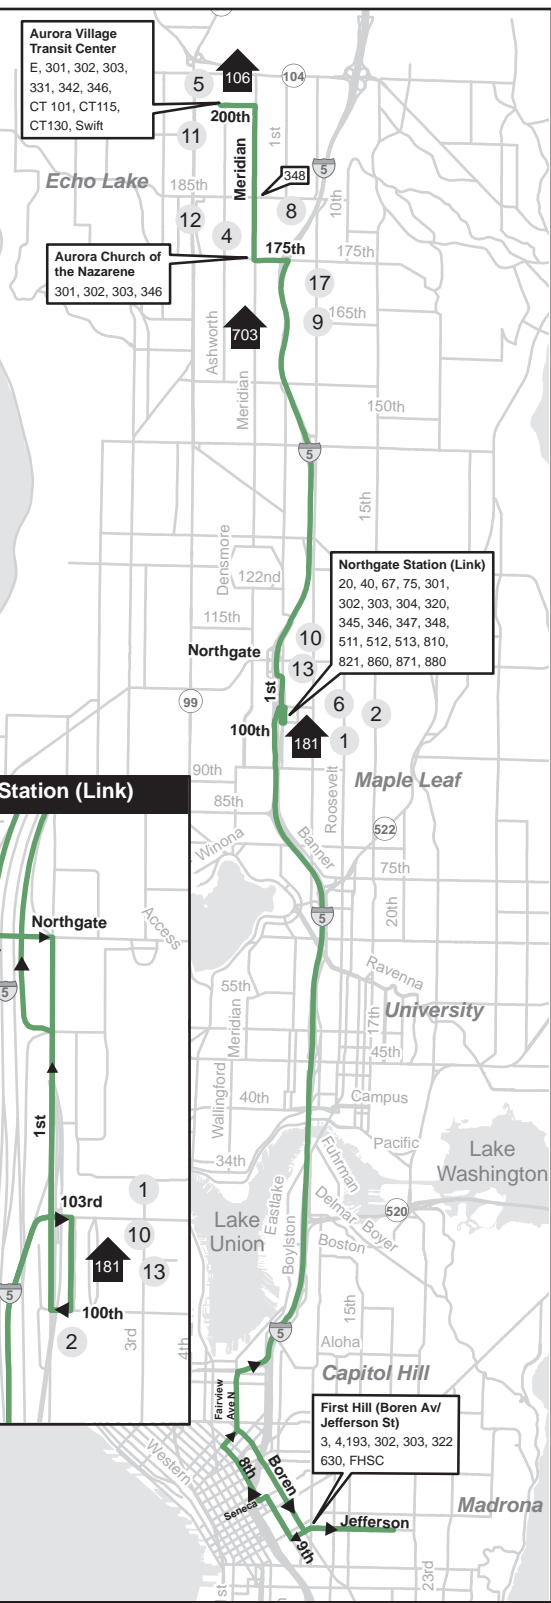 Aurora Village
Transit Center
E, 301, 302, 303,
331, 342, 346,
CT 101, CT115,
CT130, Swift
5
106
104
200th
1st
11
Meridian
Echo Lake
185th
348
5
10th
12
8
4
Aurora Church of
the Nazarene
301, 302, 303, 346
175th
175th
17
165th
9
703
Ashworth
Meridian
150th
5
15th
Densmore
122nd
Northgate Station (Link)
20, 40, 67, 75, 301,
302, 303, 304, 320,
345, 346, 347, 348,
511, 512, 513, 810,
821, 860, 871, 880
115th
10
Northgate
13
1st
99
6
2
100th
181
1
90th
Maple Leaf
Roosevelt
85th
Station (Link)
Banner
522
Winona
75th
20th
5
Northgate
Access
5
Ravenna
55th
Meridian
17th
University
45th
Wallingford
40th
Campus
1st
Pacific
34th
Fuhrman
Lake
Washington
1
103rd
Eastlake
Delmar
Boyer
520
Lake
Union
10
Boylston
Boston
181
13
5
100th
15th
2
3rd
4th
5
Aloha
Capitol Hill
Fairview
Ave N
First Hill (Boren Av/
Jefferson St)
3, 4,193, 302, 303, 322
630, FHSC
Western
8th
Boren
Seneca
Madrona
Jefferson
9th
1st
23rd